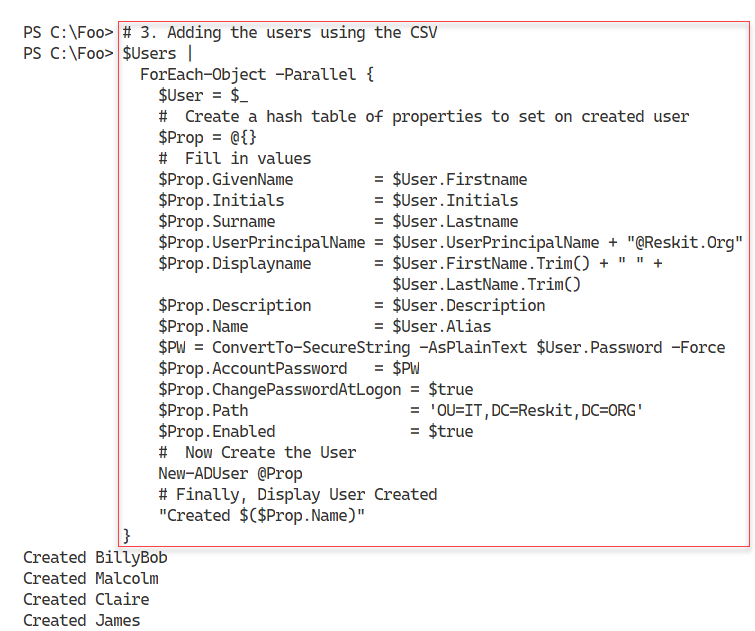 PS C:\Foo> # 3. Adding the users using the CSV
PS C:\Foo> $Users |
ForEach-Object -Parallel {
$User = $_
#  Create a hash table of properties to set on created user
$Prop = @{}
#  Fill in values
$Prop.GivenName         = $User.Firstname
$Prop.Initials          = $User.Initials
$Prop.Surname           = $User.Lastname
$Prop.UserPrincipalName = $User.UserPrincipalName + "@Reskit.Org"
$Prop.Displayname       = $User.FirstName.Trim() + " " +
$User.LastName.Trim()
$Prop.Description       = $User.Description
$Prop.Name              = $User.Alias
$PW = ConvertTo-SecureString -AsPlainText $User.Password -Force
$Prop.AccountPassword   = $PW
$Prop.ChangePasswordAtLogon = $true
$Prop.Path                  = 'OU=IT,DC=Reskit,DC=ORG'
$Prop.Enabled               = $true
#  Now Create the User
New-ADUser @Prop
# Finally, Display User Created
"Created $($Prop.Name)"
}
Created BillyBob
Created Malcolm
Created Claire
Created James